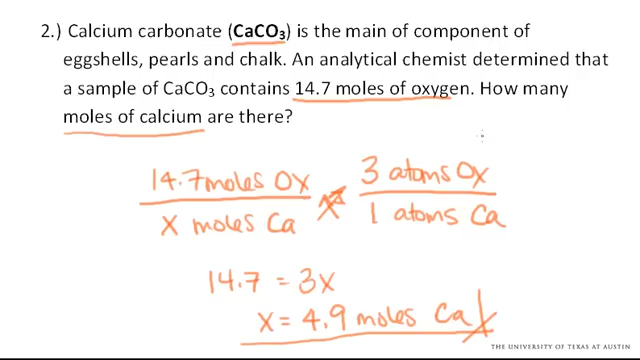 2.) Calcium carbonate (CaCO₃) is the main of component of
eggshells, pearls and chalk. An analytical chemist determined that
a sample of CaCO₃ contains 14.7 moles of oxygen. How many
moles of calcium are there?
14.7 moles Ox 3 atoms Ox
x moles Ca 1 atoms Ca
14.7 = 3x
x = 4.9 moles Ca
THE UNIVERSITY OF TEXAS AT AUSTIN